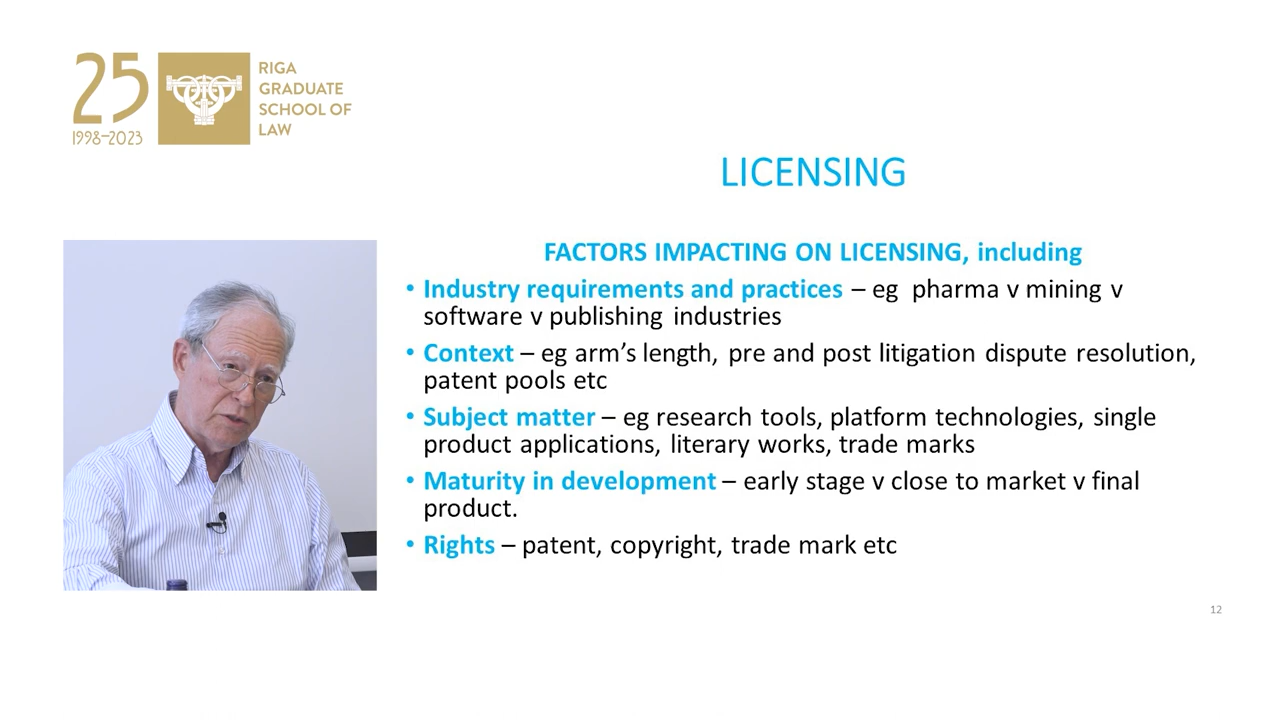 25
1998–2023
RIGA
GRADUATE
SCHOOL OF
LAW
LICENSING
FACTORS IMPACTING ON LICENSING, including
• Industry requirements and practices – eg pharma v mining v
software v publishing industries
• Context – eg arm’s length, pre and post litigation dispute resolution,
patent pools etc
• Subject matter – eg research tools, platform technologies, single
product applications, literary works, trade marks
• Maturity in development – early stage v close to market v final
product.
• Rights – patent, copyright, trade mark etc
12